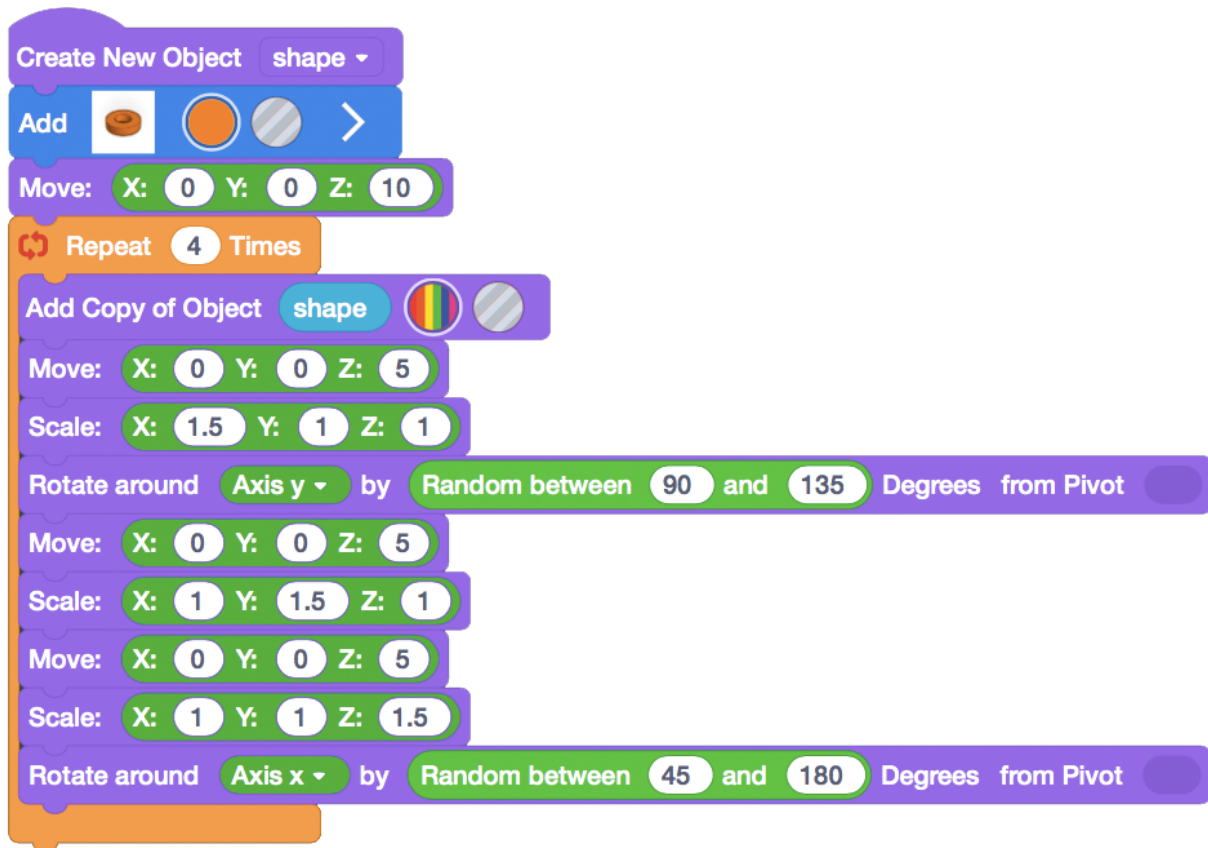 Create New Object shape
Add
Move: X: 0 Y: 0 Z: 10
Repeat 4 Times
Add Copy of Object shape
Move: X: 0 Y: 0 Z: 5
Scale: X: 1.5 Y: 1 Z: 1
Rotate around Axis y by Random between 90 and 135 Degrees from Pivot
Move: X: 0 Y: 0 Z: 5
Scale: X: 1 Y: 1.5 Z: 1
Move: X: 0 Y: 0 Z: 5
Scale: X: 1 Y: 1 Z: 1.5
Rotate around Axis x by Random between 45 and 180 Degrees from Pivot